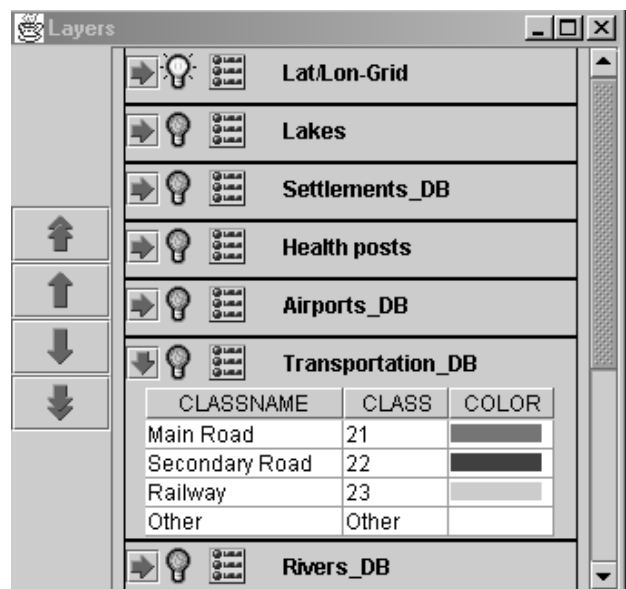 Layers
Lat/Lon-Grid
Lakes
Settlements_DB
Health posts
Airports_DB
Transportation_DB
CLASSNAME CLASS COLOR
Main Road 21
Secondary Road 22
Railway 23
Other Other
Rivers_DB